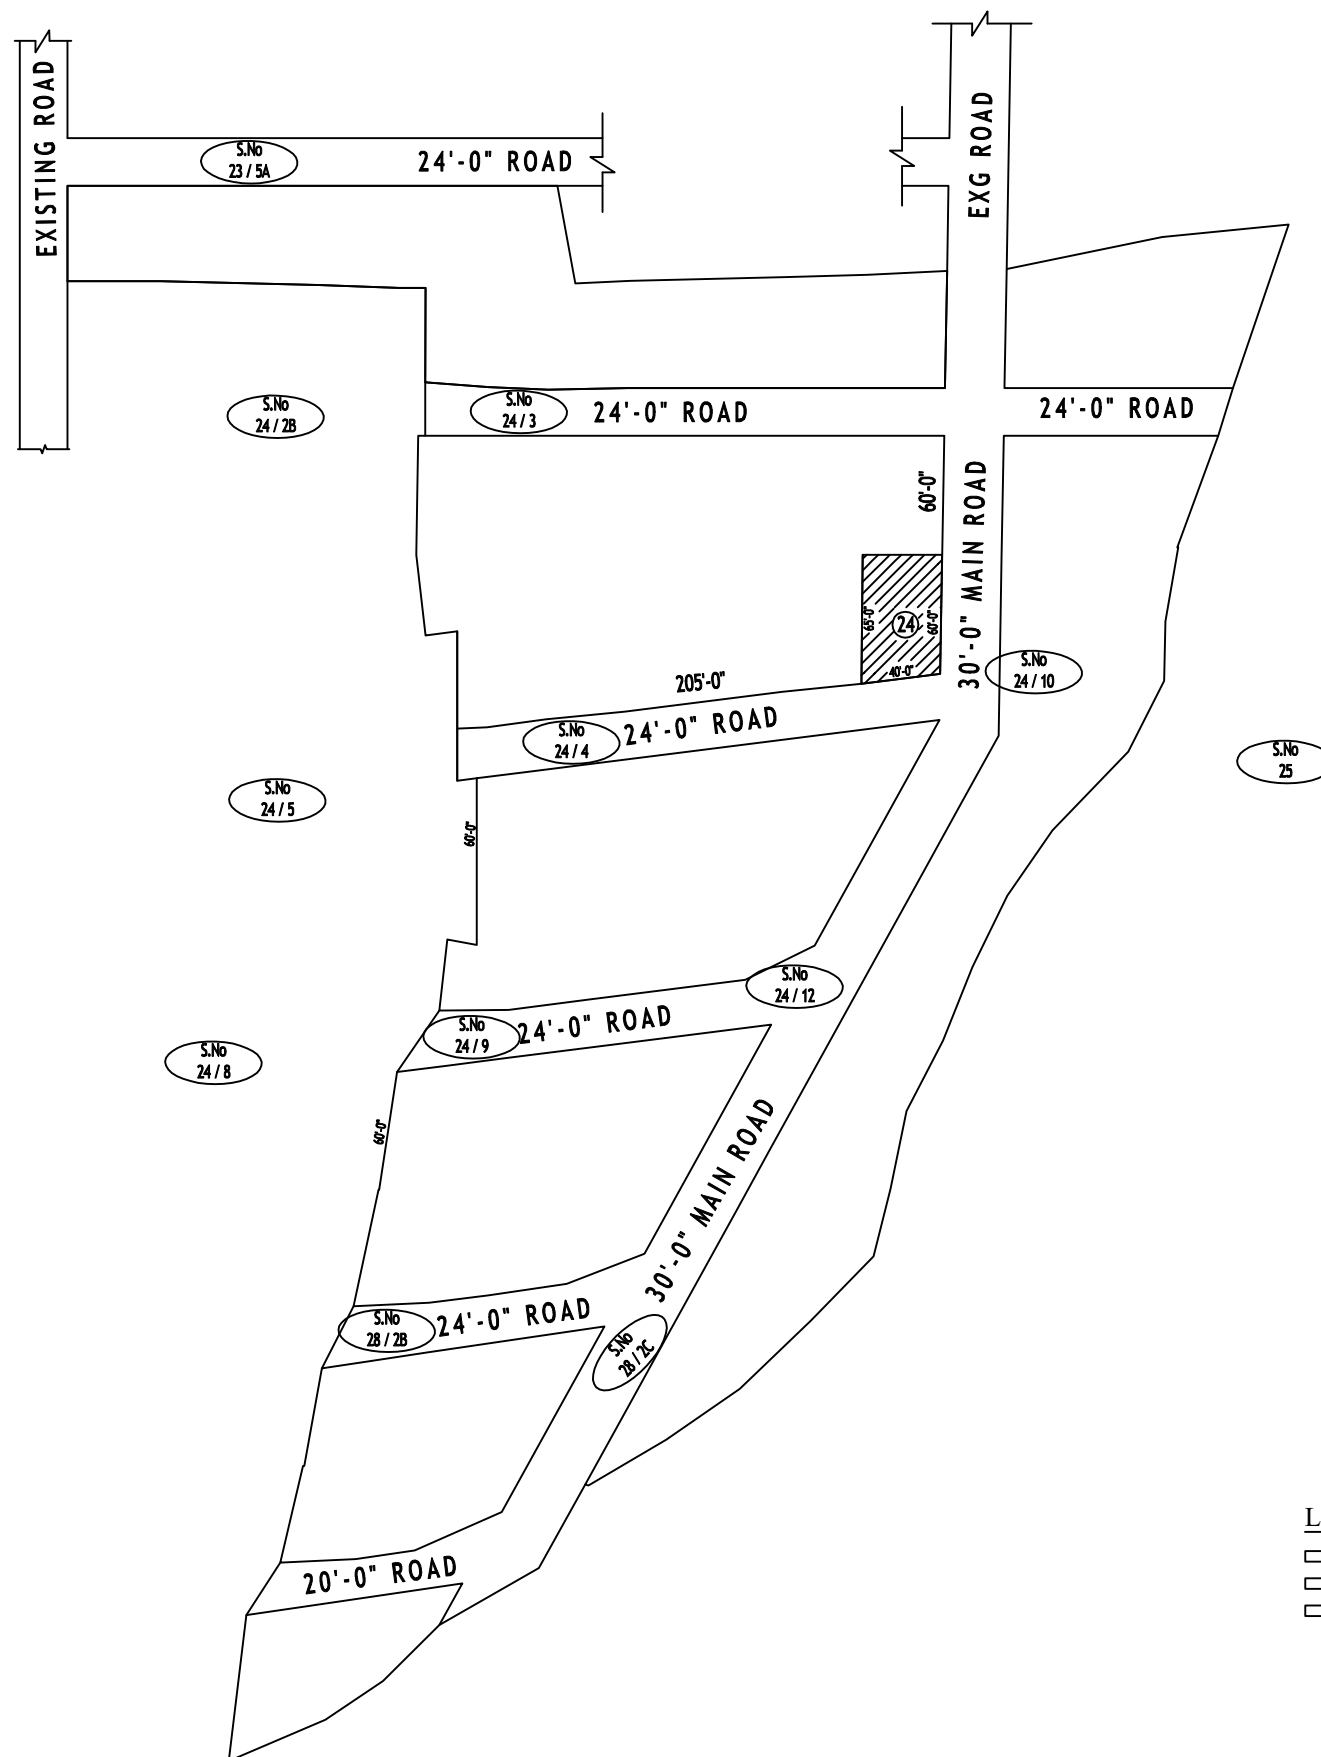 EXISTING ROAD
EXG ROAD
S.No
23 / 5A
24'-0" ROAD
S.No
24 / 2B
S.No
24 / 3
24'-0" ROAD
24'-0" ROAD
60'-0"
30'-0" MAIN ROAD
65'-0"
24
60'-0"
40'-0"
S.No
24 / 10
205'-0"
S.No
24 / 4
24'-0" ROAD
S.No
25
S.No
24 / 5
60'-0"
S.No
24 / 12
S.No
24 / 9
24'-0" ROAD
S.No
24 / 8
60'-0"
30'-0" MAIN ROAD
S.No
28 / 2B
24'-0" ROAD
S.No
28 / 2C
L
20'-0" ROAD